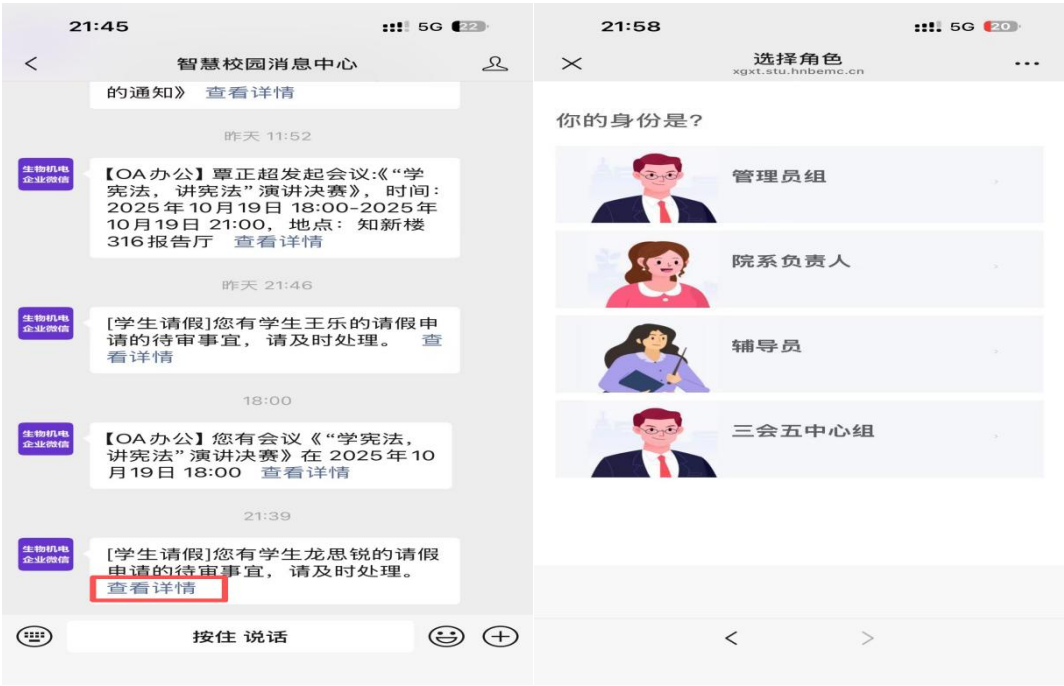 21:45
5G 22
智慧校园消息中心
的通知》 查看详情
昨天 11:52
生物机电
企业微信
【OA办公】覃正超发起会议:《“学
宪法，讲宪法”演讲决赛》，时间：
2025年10月19日 18:00-2025年
10月19日 21:00，地点：知新楼
316报告厅 查看详情
昨天 21:46
生物机电
企业微信
[学生请假]您有学生王乐的请假申
请的待审事宜，请及时处理。 查
看详情
18:00
生物机电
企业微信
【OA办公】您有会议《“学宪法，
讲宪法”演讲决赛》在 2025年10
月19日 18:00 查看详情
21:39
生物机电
企业微信
[学生请假]您有学生龙思锐的请假
申请的待审事宜，请及时处理。
查看详情
按住 说话
21:58
5G 20
选择角色
xgxt.stu.hnbemc.cn
你的身份是？
管理员组
院系负责人
辅导员
三会五中心组